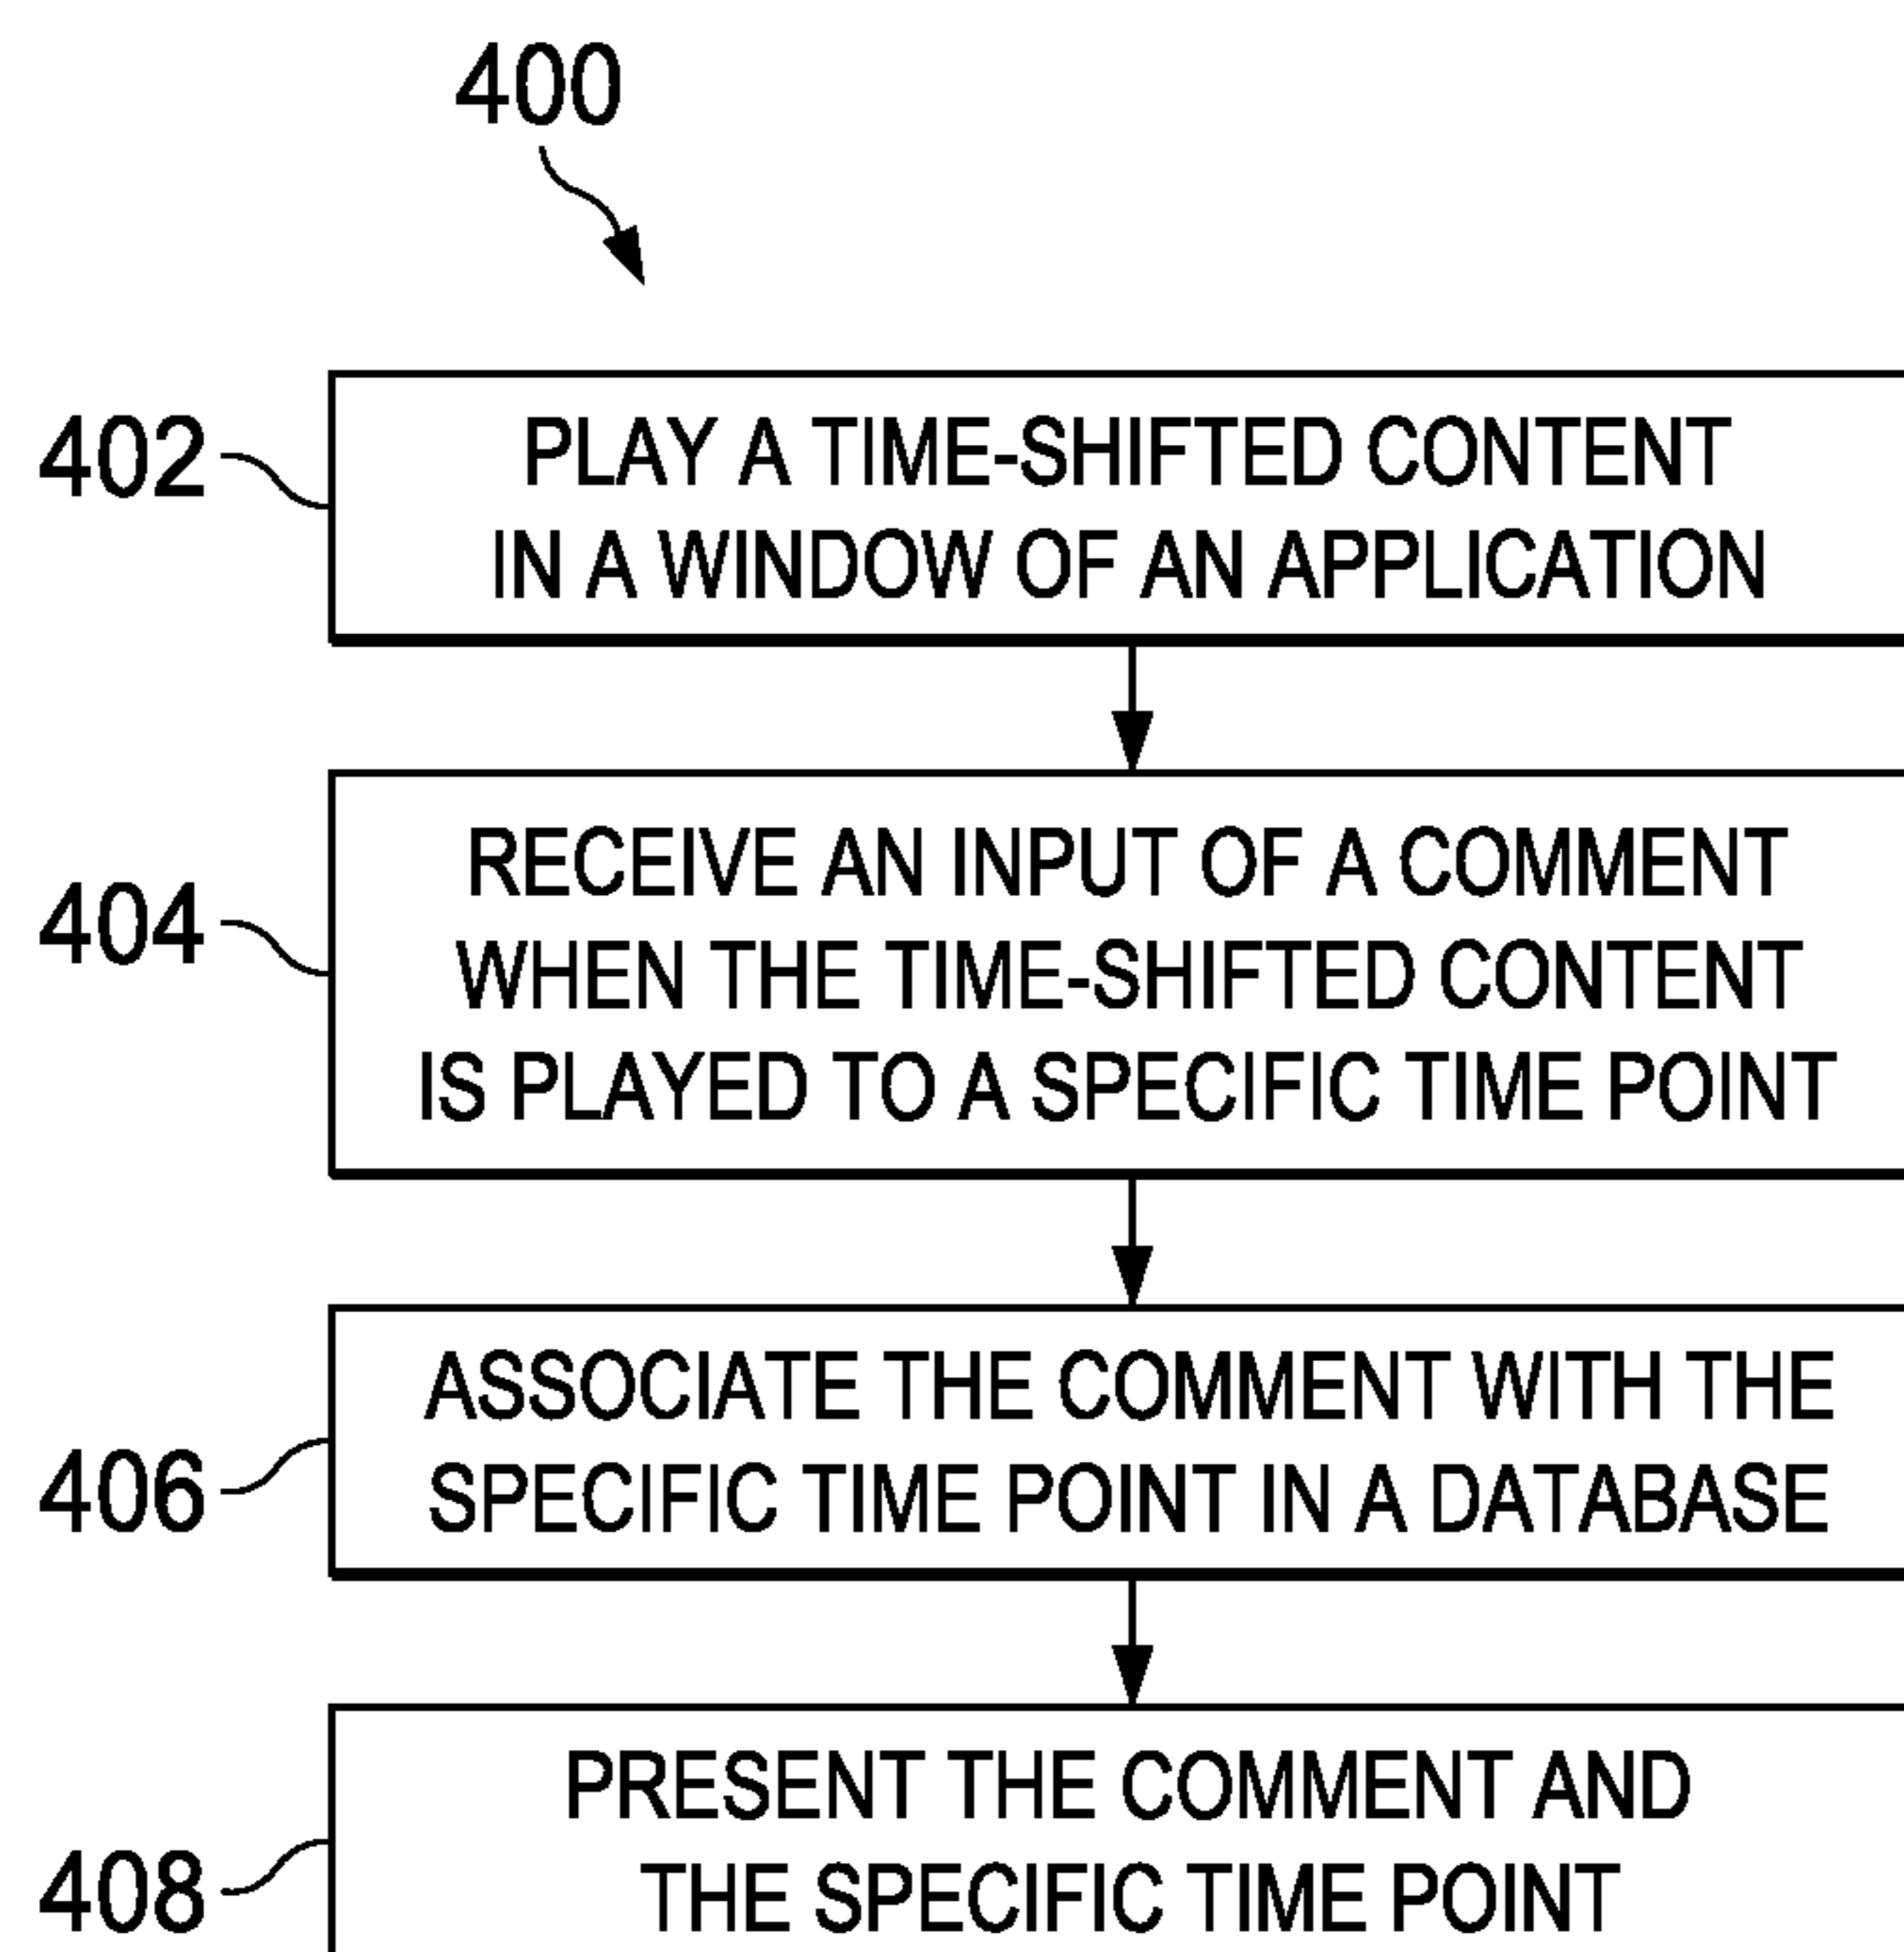 400
402
PLAY A TIME-SHIFTED CONTENT
IN A WINDOW OF AN APPLICATION
404
RECEIVE AN INPUT OF A COMMENT
WHEN THE TIME-SHIFTED CONTENT
IS PLAYED TO A SPECIFIC TIME POINT
406
ASSOCIATE THE COMMENT WITH THE
SPECIFIC TIME POINT IN A DATABASE
408
PRESENT THE COMMENT AND
THE SPECIFIC TIME POINT